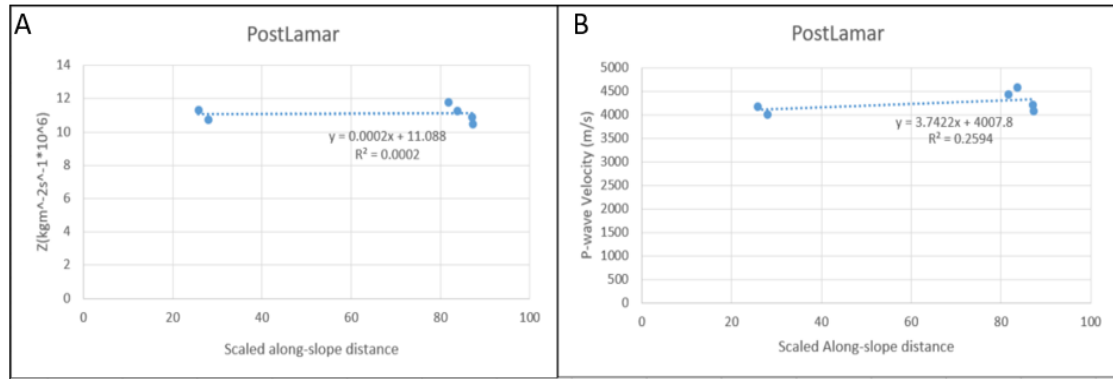 A
PostLamar
14
12
10
8
6
4
2
0
0 20 40 60 80 100
Z(kgm^-2s^-1*10^6)
y = 0.0002x + 11.088
R² = 0.0002
Scaled along-slope distance
B
PostLamar
5000
4500
4000
3500
3000
2500
2000
1500
1000
500
0
0 20 40 60 80 100
P-wave Velocity (m/s)
y = 3.7422x + 4007.8
R² = 0.2594
Scaled Along-slope distance